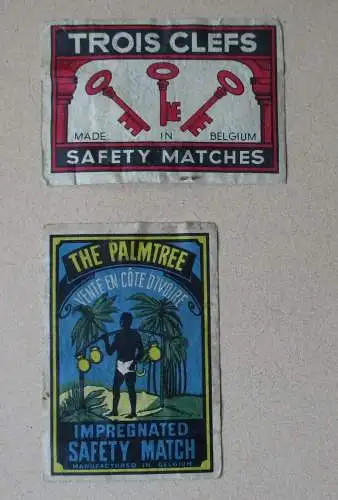 TROIS CLEFS
MADE IN BELGIUM
SAFETY MATCHES
THE PALMTREE
VENTE EN CÔTE D'IVOIRE
IMPREGNATED
SAFETY MATCH
MANUFACTURED IN BELGIUM